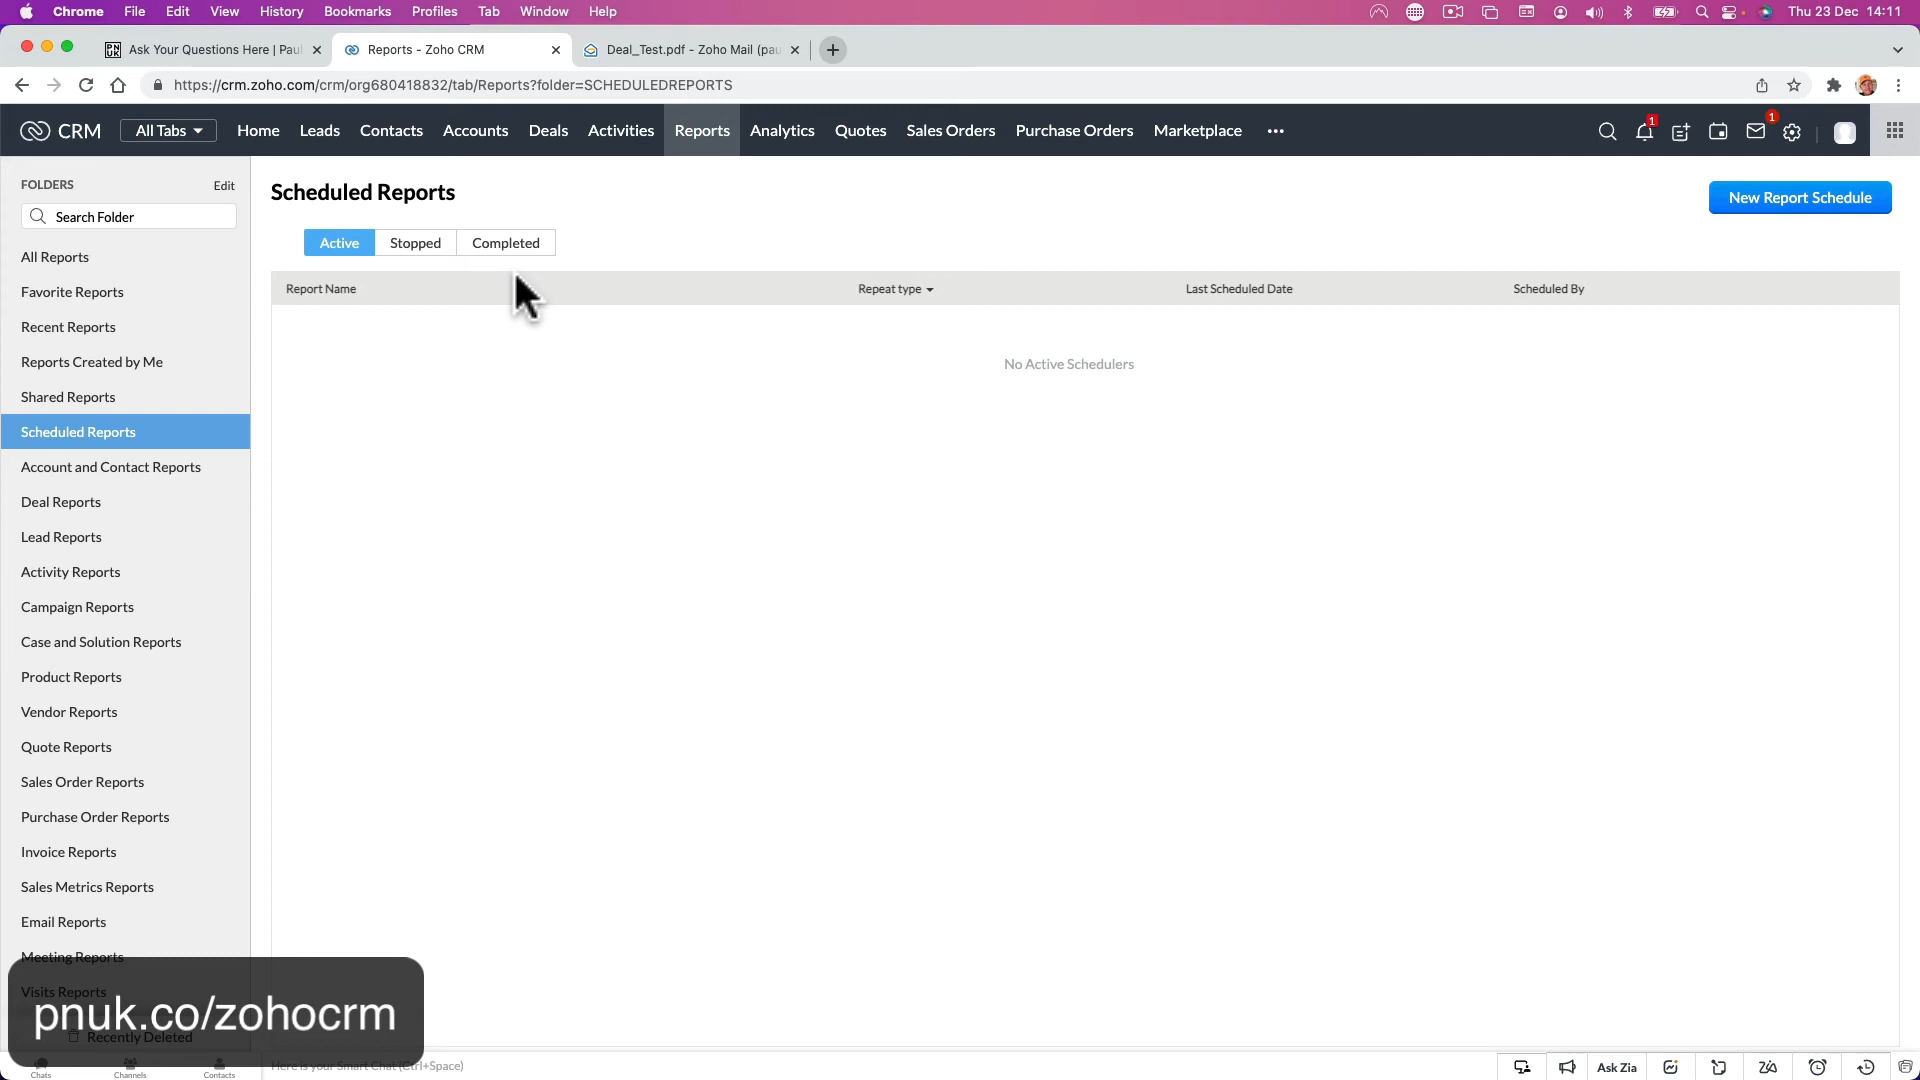 Chrome File Edit View History Bookmarks Profiles Tab Window Help Thu 23 Dec 14:11
Ask Your Questions Here | Paul Reports - Zoho CRM Deal_Test.pdf - Zoho Mail (pau
https://crm.zoho.com/crm/org680418832/tab/Reports?folder=SCHEDULEDREPORTS
CRM All Tabs Home Leads Contacts Accounts Deals Activities Reports Analytics Quotes Sales Orders Purchase Orders Marketplace ••• 1 1
FOLDERS Edit
Search Folder
All Reports
Favorite Reports
Recent Reports
Reports Created by Me
Shared Reports
Scheduled Reports
Account and Contact Reports
Deal Reports
Lead Reports
Activity Reports
Campaign Reports
Case and Solution Reports
Product Reports
Vendor Reports
Quote Reports
Sales Order Reports
Purchase Order Reports
Invoice Reports
Sales Metrics Reports
Email Reports
Meeting Reports
Visits Reports
Recently Deleted
Scheduled Reports
New Report Schedule
Active Stopped Completed
Report Name Repeat type Last Scheduled Date Scheduled By
No Active Schedulers
pnuk.co/zohocrm
Chats Channels Contacts Here is your Smart Chat (Ctrl+Space) Ask Zia